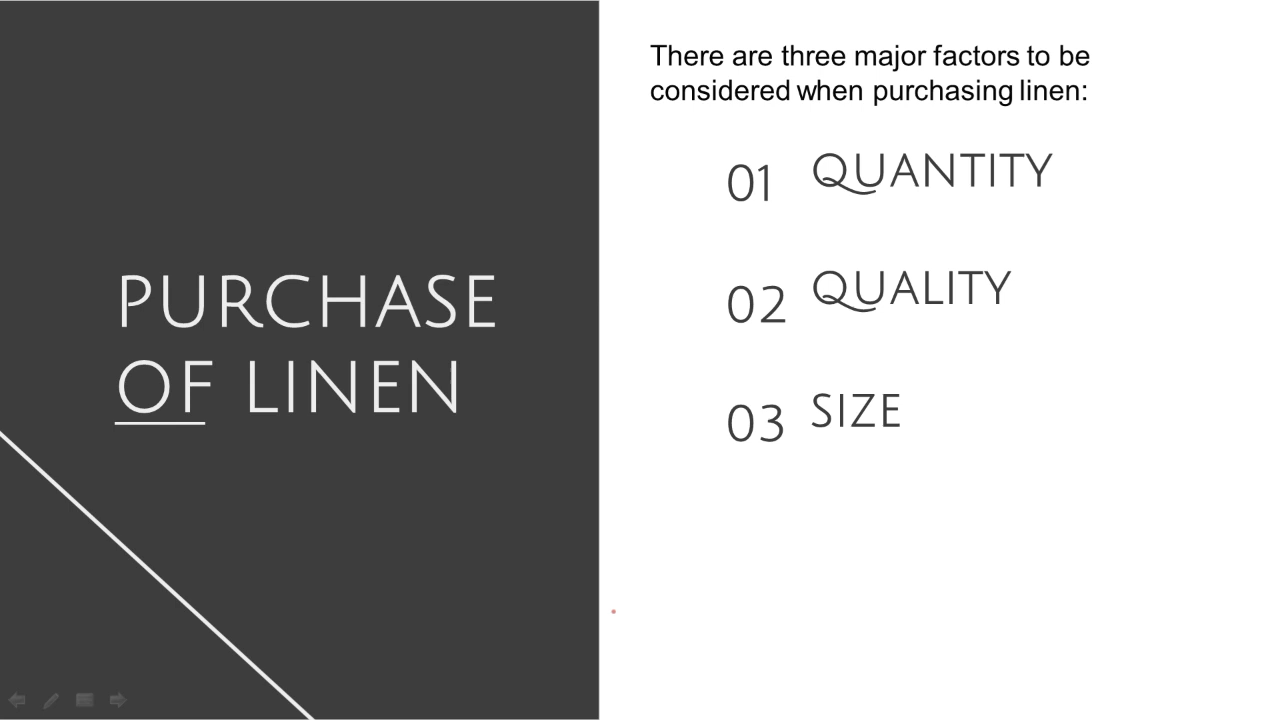 PURCHASE
OF LINEN
There are three major factors to be
considered when purchasing linen:
01 QUANTITY
02 QUALITY
03 SIZE